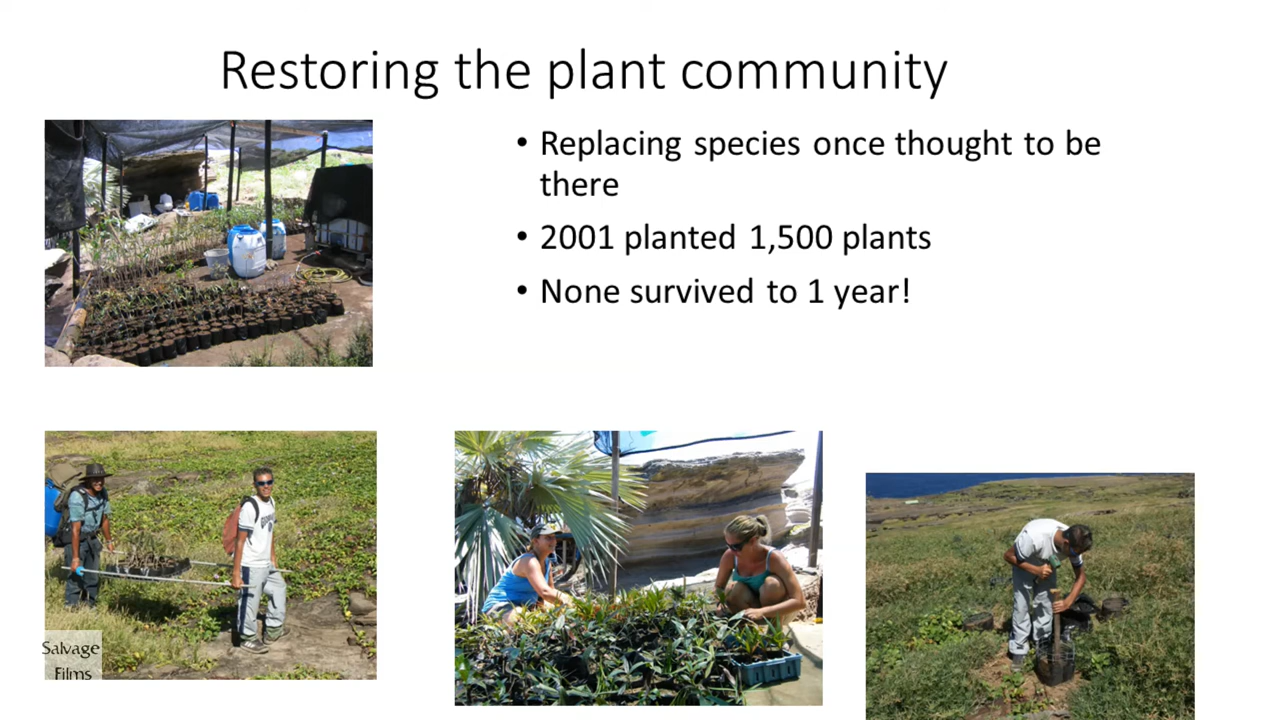 Restoring the plant community
• Replacing species once thought to be
there
• 2001 planted 1,500 plants
• None survived to 1 year!
Salvage
Films